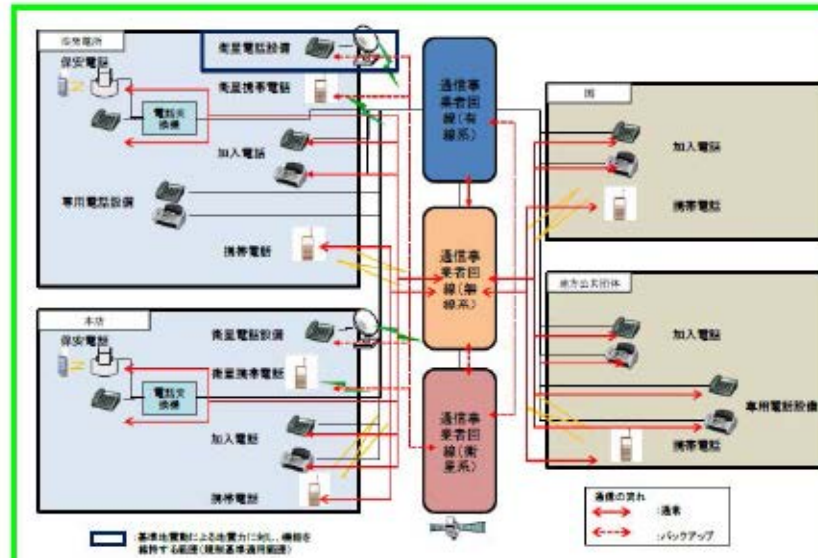 発電所
保安電話
電話交
換機
衛星電話設備
衛星携帯電話
加入電話
専用電話設備
携帯電話
本店
保安電話
電話交
換機
衛星電話設備
衛星携帯電話
加入電話
携帯電話
通信事
業者回
線(有
線系)
通信事
業者回
線(無
線系)
通信事
業者回
線(衛
星系)
国
加入電話
携帯電話
地方公共団体
加入電話
専用電話設備
携帯電話
:基準地震動による地震力に対し、機能を
維持する範囲(規制基準適用範囲)
通信の流れ
:通常
:バックアップ